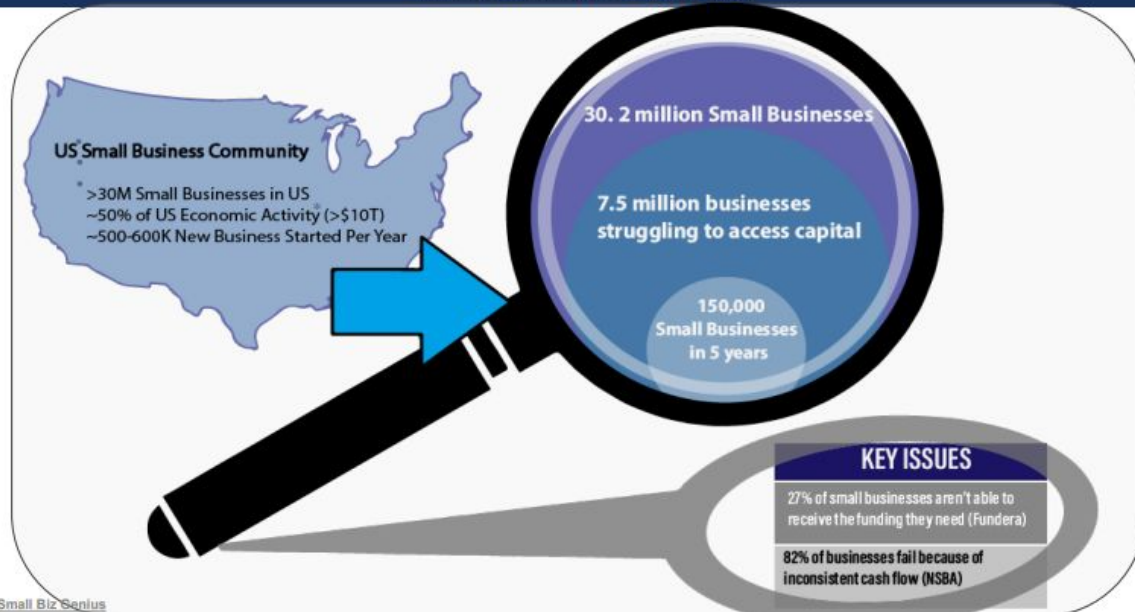 US Small Business Community
>30M Small Businesses in US
~50% of US Economic Activity (>$10T)
~500-600K New Business Started Per Year
30. 2 million Small Businesses
7.5 million businesses
struggling to access capital
150,000
Small Businesses
in 5 years
KEY ISSUES
27% of small businesses aren't able to
receive the funding they need (Fundera)
82% of businesses fail because of
inconsistent cash flow (NSBA)
Small Biz Genius